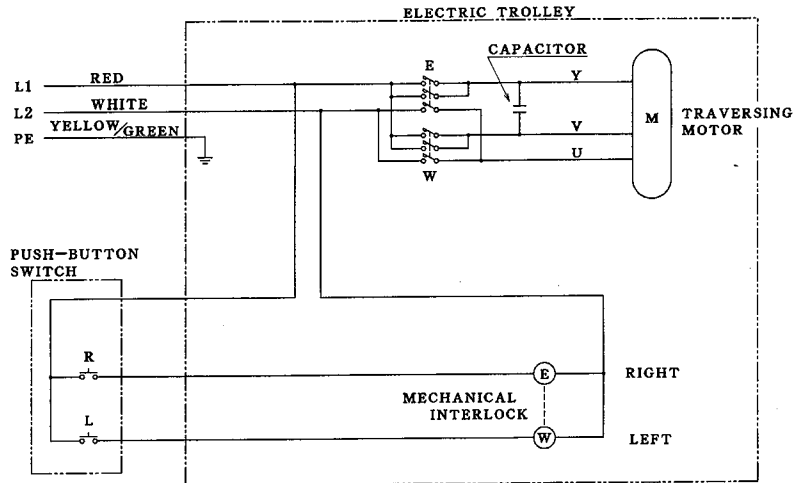 ELECTRIC TROLLEY
CAPACITOR
E
L1 RED
Y
L2 WHITE
M
TRAVERSING
MOTOR
PE YELLOW/GREEN
V
U
W
PUSH-BUTTON
SWITCH
R
E
RIGHT
MECHANICAL
INTERLOCK
L
W
LEFT